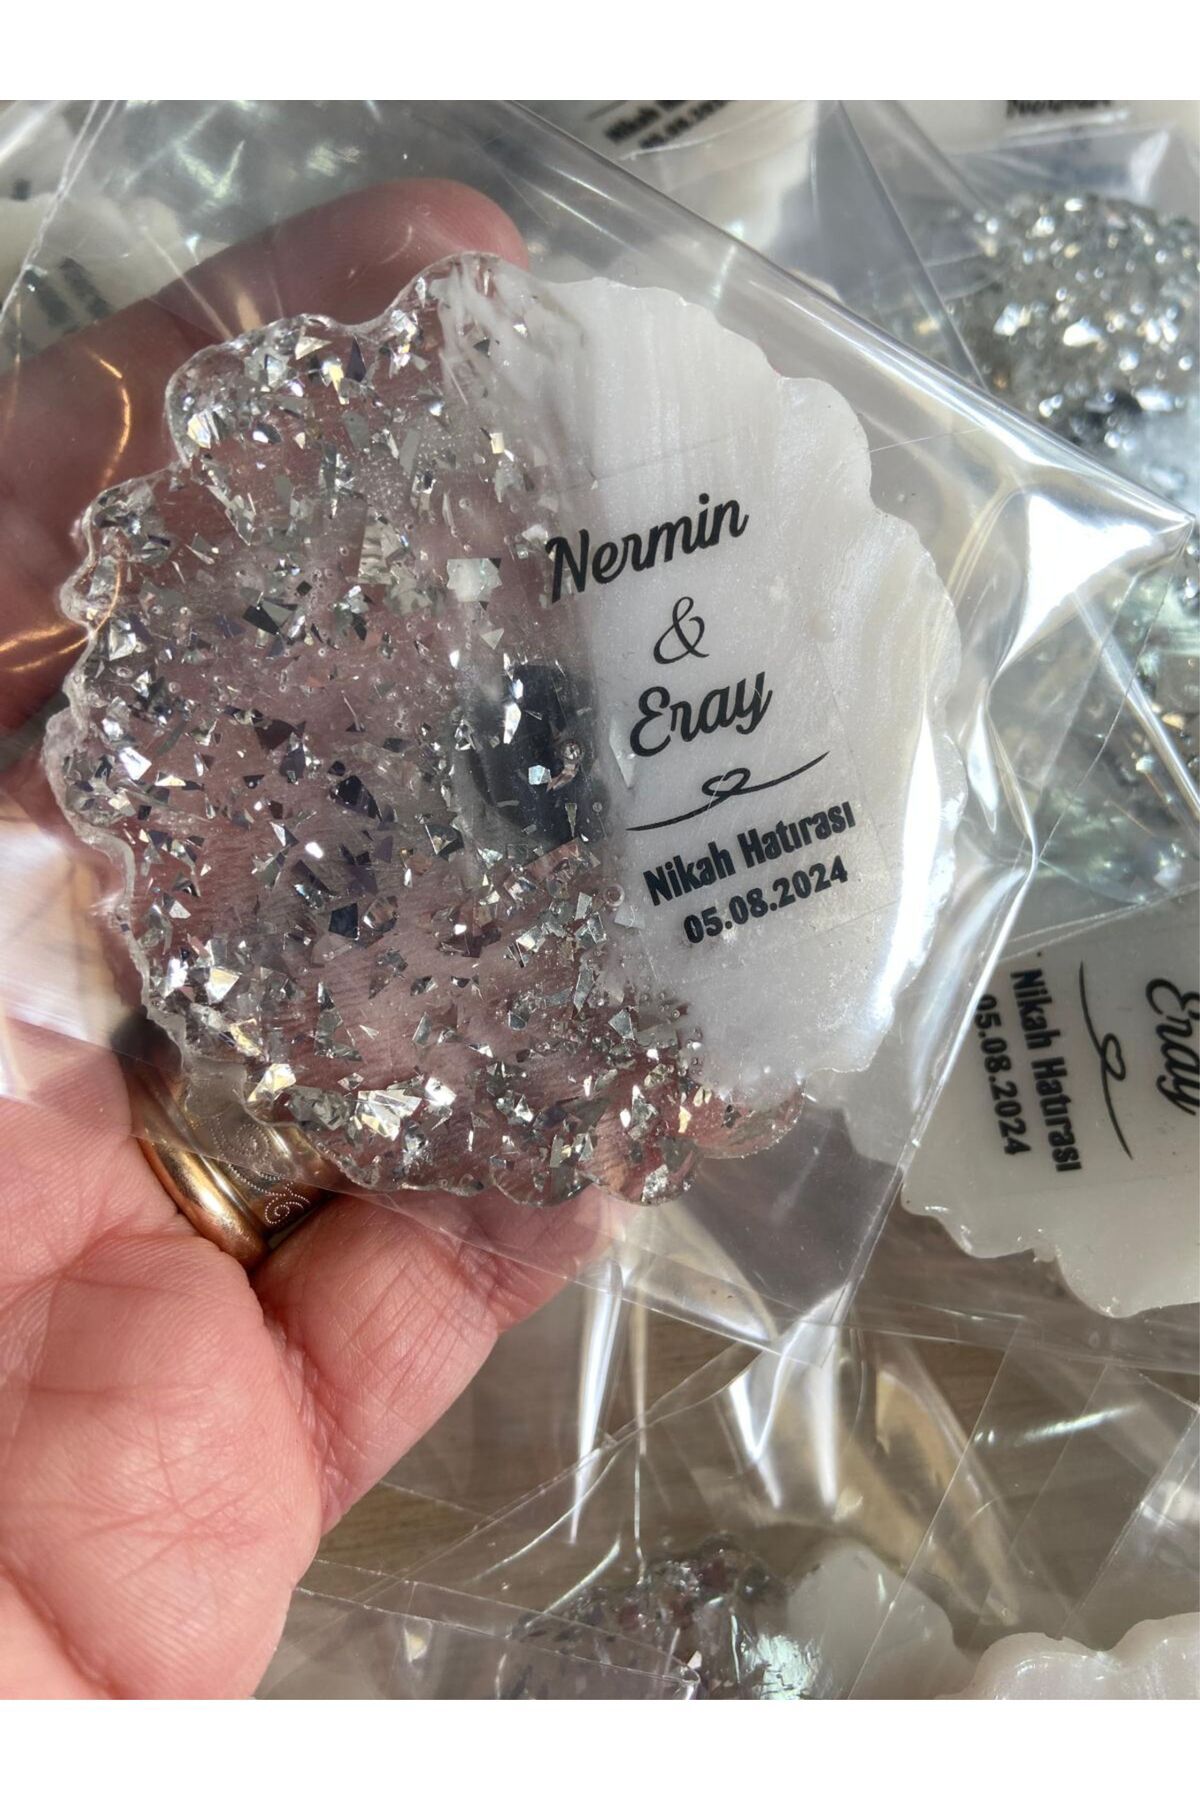 Nermin
&
Eray
Nikah Hatırası
05.08.2024
Eray
Nikah Hatırası
05.08.2024